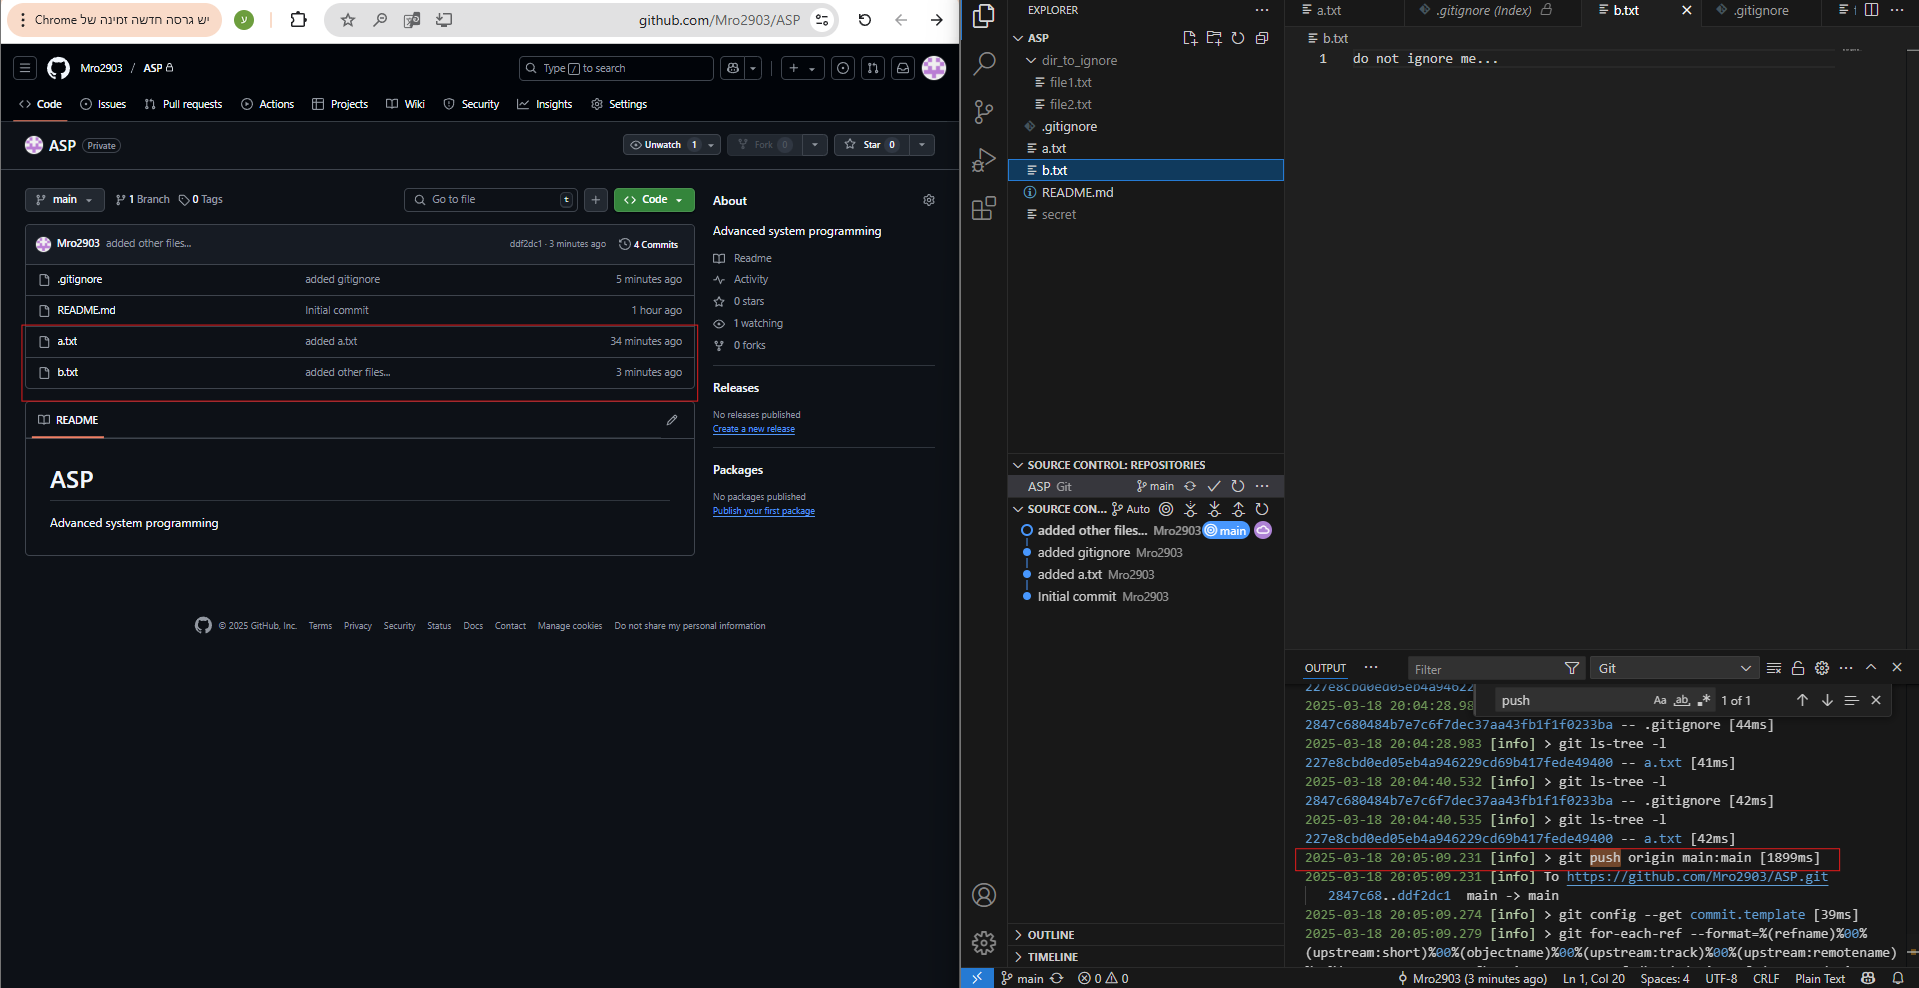 יש גרסה חדשה זמינה של Chrome
ע
github.com/Mro2903/ASP
Mro2903 / ASP
Type / to search
Code
Issues
Pull requests
Actions
Projects
Wiki
Security
Insights
Settings
ASP Private
Unwatch 1
Fork 0
Star 0
main
1 Branch
0 Tags
Go to file t
Code
Mro2903 added other files...
ddf2dc1 · 3 minutes ago
4 Commits
.gitignore added gitignore 5 minutes ago
README.md Initial commit 1 hour ago
a.txt added a.txt 34 minutes ago
b.txt added other files... 3 minutes ago
README
ASP
Advanced system programming
About
Advanced system programming
Readme
Activity
0 stars
1 watching
0 forks
Releases
No releases published
Create a new release
Packages
No packages published
Publish your first package
© 2025 GitHub, Inc. Terms Privacy Security Status Docs Contact Manage cookies Do not share my personal information
EXPLORER
ASP
dir_to_ignore
file1.txt
file2.txt
.gitignore
a.txt
b.txt
README.md
secret
SOURCE CONTROL: REPOSITORIES
ASP Git main
SOURCE CON... Auto
added other files... Mro2903 main
added gitignore Mro2903
added a.txt Mro2903
Initial commit Mro2903
OUTLINE
TIMELINE
a.txt
.gitignore (Index)
b.txt
.gitignore
b.txt
1 do not ignore me...
OUTPUT
Filter
Git
push
Aa ab 1 of 1
2025-03-18 20:04:28.98
2847c680484b7e7c6f7dec37aa43fb1f1f0233ba -- .gitignore [44ms]
2025-03-18 20:04:28.983 [info] > git ls-tree -l
227e8cbd0ed05eb4a946229cd69b417fede49400 -- a.txt [41ms]
2025-03-18 20:04:40.532 [info] > git ls-tree -l
2847c680484b7e7c6f7dec37aa43fb1f1f0233ba -- .gitignore [42ms]
2025-03-18 20:04:40.535 [info] > git ls-tree -l
227e8cbd0ed05eb4a946229cd69b417fede49400 -- a.txt [42ms]
2025-03-18 20:05:09.231 [info] > git push origin main:main [1899ms]
2025-03-18 20:05:09.231 [info] To https://github.com/Mro2903/ASP.git
2847c68..ddf2dc1 main -> main
2025-03-18 20:05:09.274 [info] > git config --get commit.template [39ms]
2025-03-18 20:05:09.279 [info] > git for-each-ref --format=%(refname)%00%
(upstream:short)%00%(objectname)%00%(upstream:track)%00%(upstream:remotename)
main
0 0
Mro2903 (3 minutes ago)
Ln 1, Col 20
Spaces: 4
UTF-8
CRLF
Plain Text